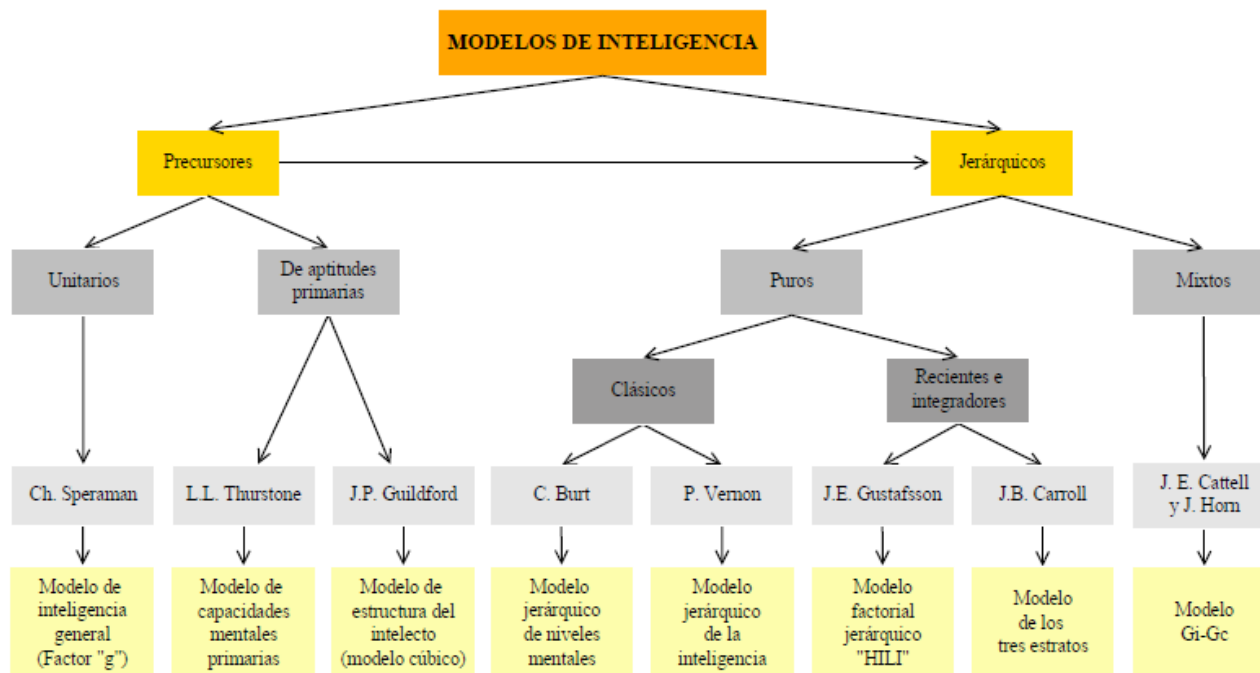 MODELOS DE INTELIGENCIA
Precursores
Jerárquicos
Unitarios
De aptitudes
primarias
Puros
Mixtos
Clásicos
Recientes e
integradores
Ch. Speraman
L.L. Thurstone
J.P. Guildford
C. Burt
P. Vernon
J.E. Gustafsson
J.B. Carroll
J. E. Cattell
y J. Horn
Modelo de
inteligencia
general
(Factor "g")
Modelo de
capacidades
mentales
primarias
Modelo de
estructura del
intelecto
(modelo cúbico)
Modelo
jerárquico
de niveles
mentales
Modelo
jerárquico
de la
inteligencia
Modelo
factorial
jerárquico
"HILI"
Modelo
de los
tres estratos
Modelo
Gi-Gc